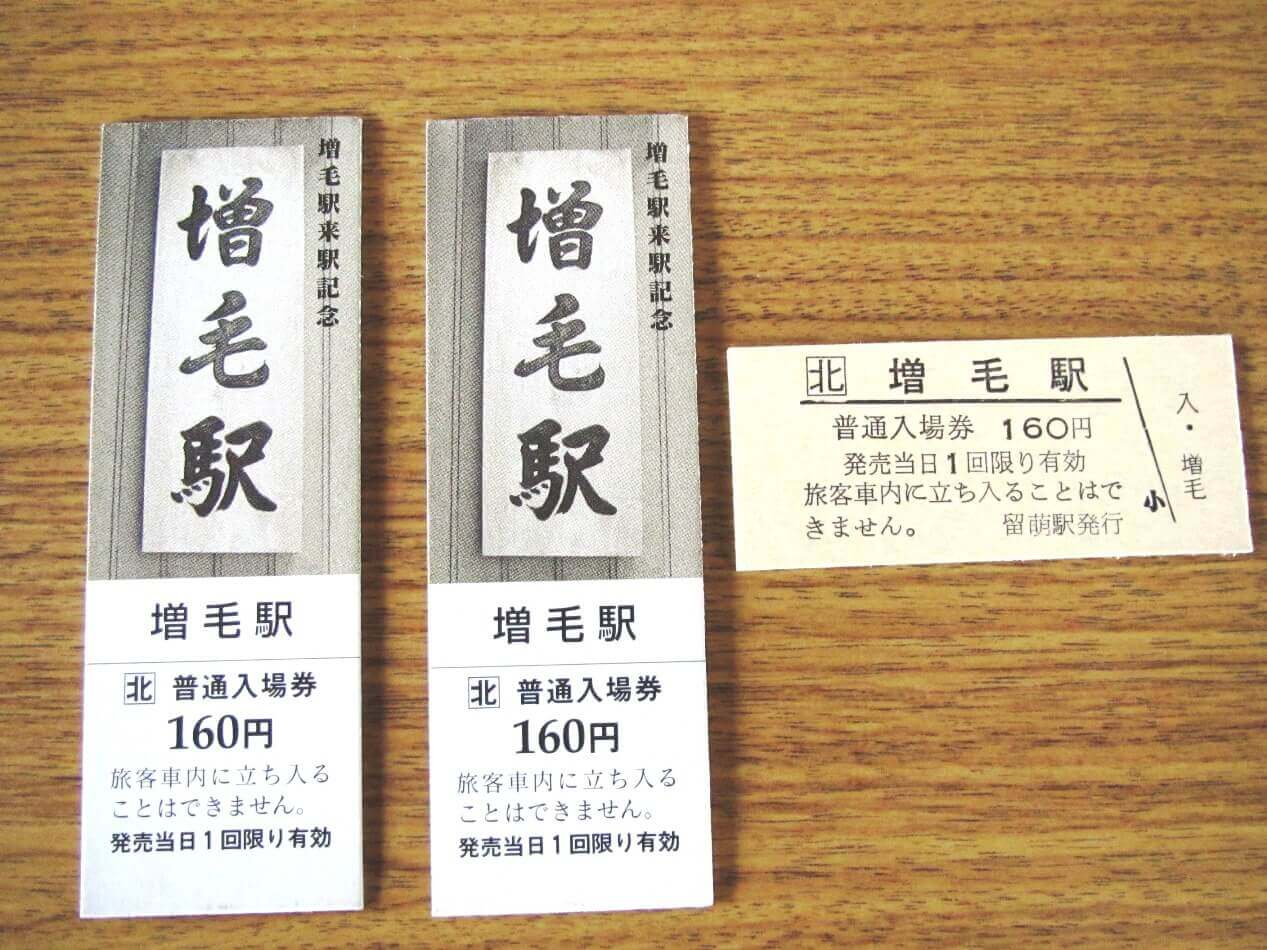 増毛駅来駅記念
増毛駅
増毛駅
北 普通入場券
160円
旅客車内に立ち入る
ことはできません。
発売当日1回限り有効
増毛駅来駅記念
増毛駅
増毛駅
北 普通入場券
160円
旅客車内に立ち入る
ことはできません。
発売当日1回限り有効
北 増毛駅
普通入場券 160円
発売当日1回限り有効
旅客車内に立ち入ることはで
きません。 留萌駅発行
小
入・増毛